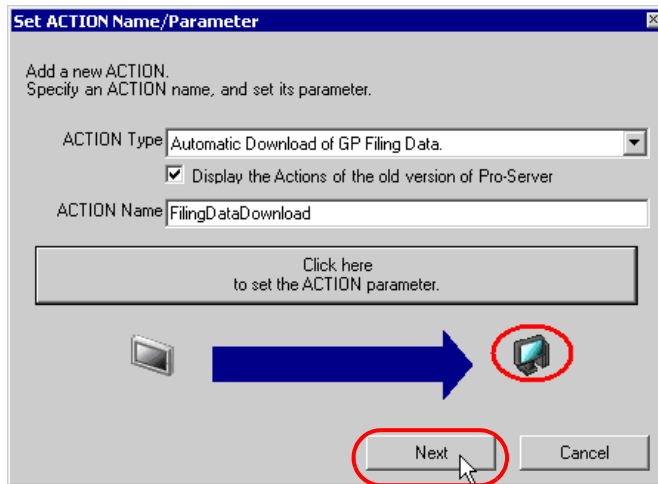 Set ACTION Name/Parameter
Add a new ACTION.
Specify an ACTION name, and set its parameter.
ACTION Type Automatic Download of GP Filing Data.
Display the Actions of the old version of Pro-Server
ACTION Name FilingDataDownload
Click here
to set the ACTION parameter.
Next Cancel